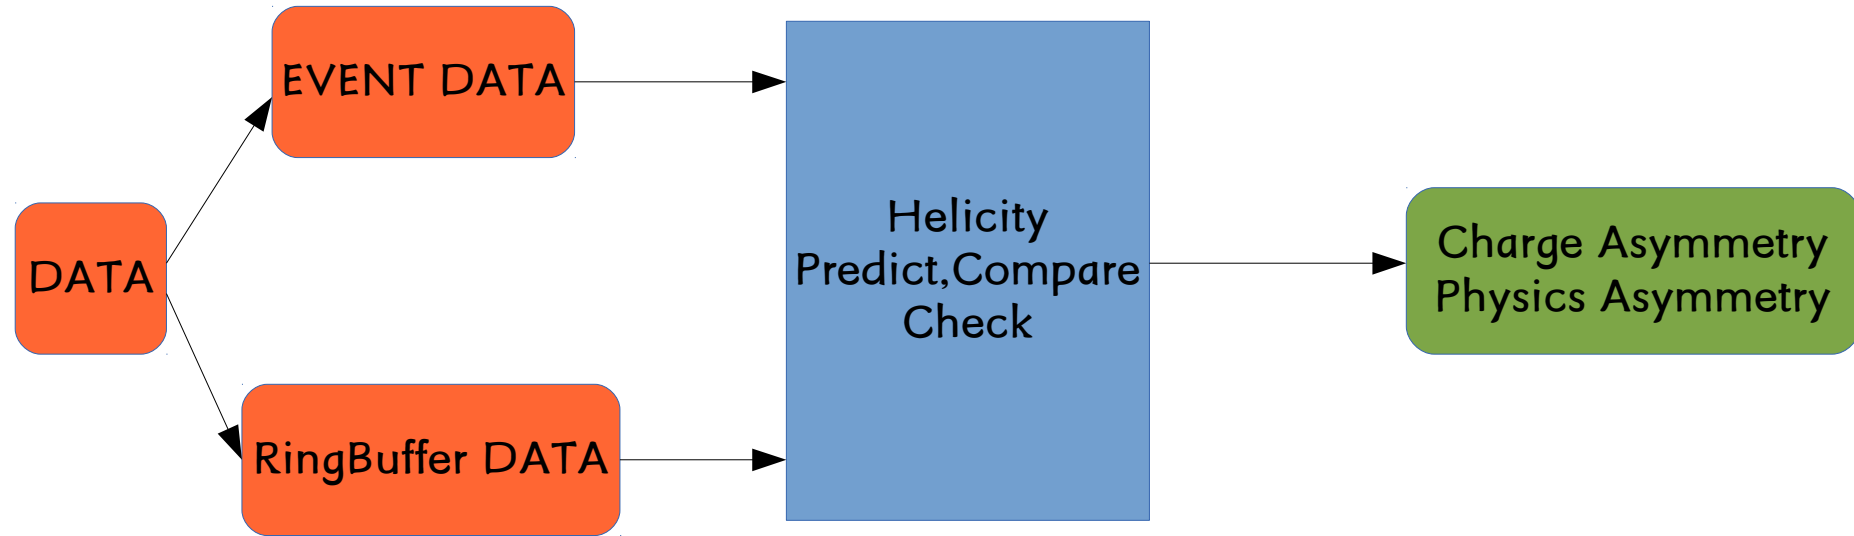 EVENT DATA
DATA
RingBuffer DATA
Helicity
Predict,Compare
Check
Charge Asymmetry
Physics Asymmetry